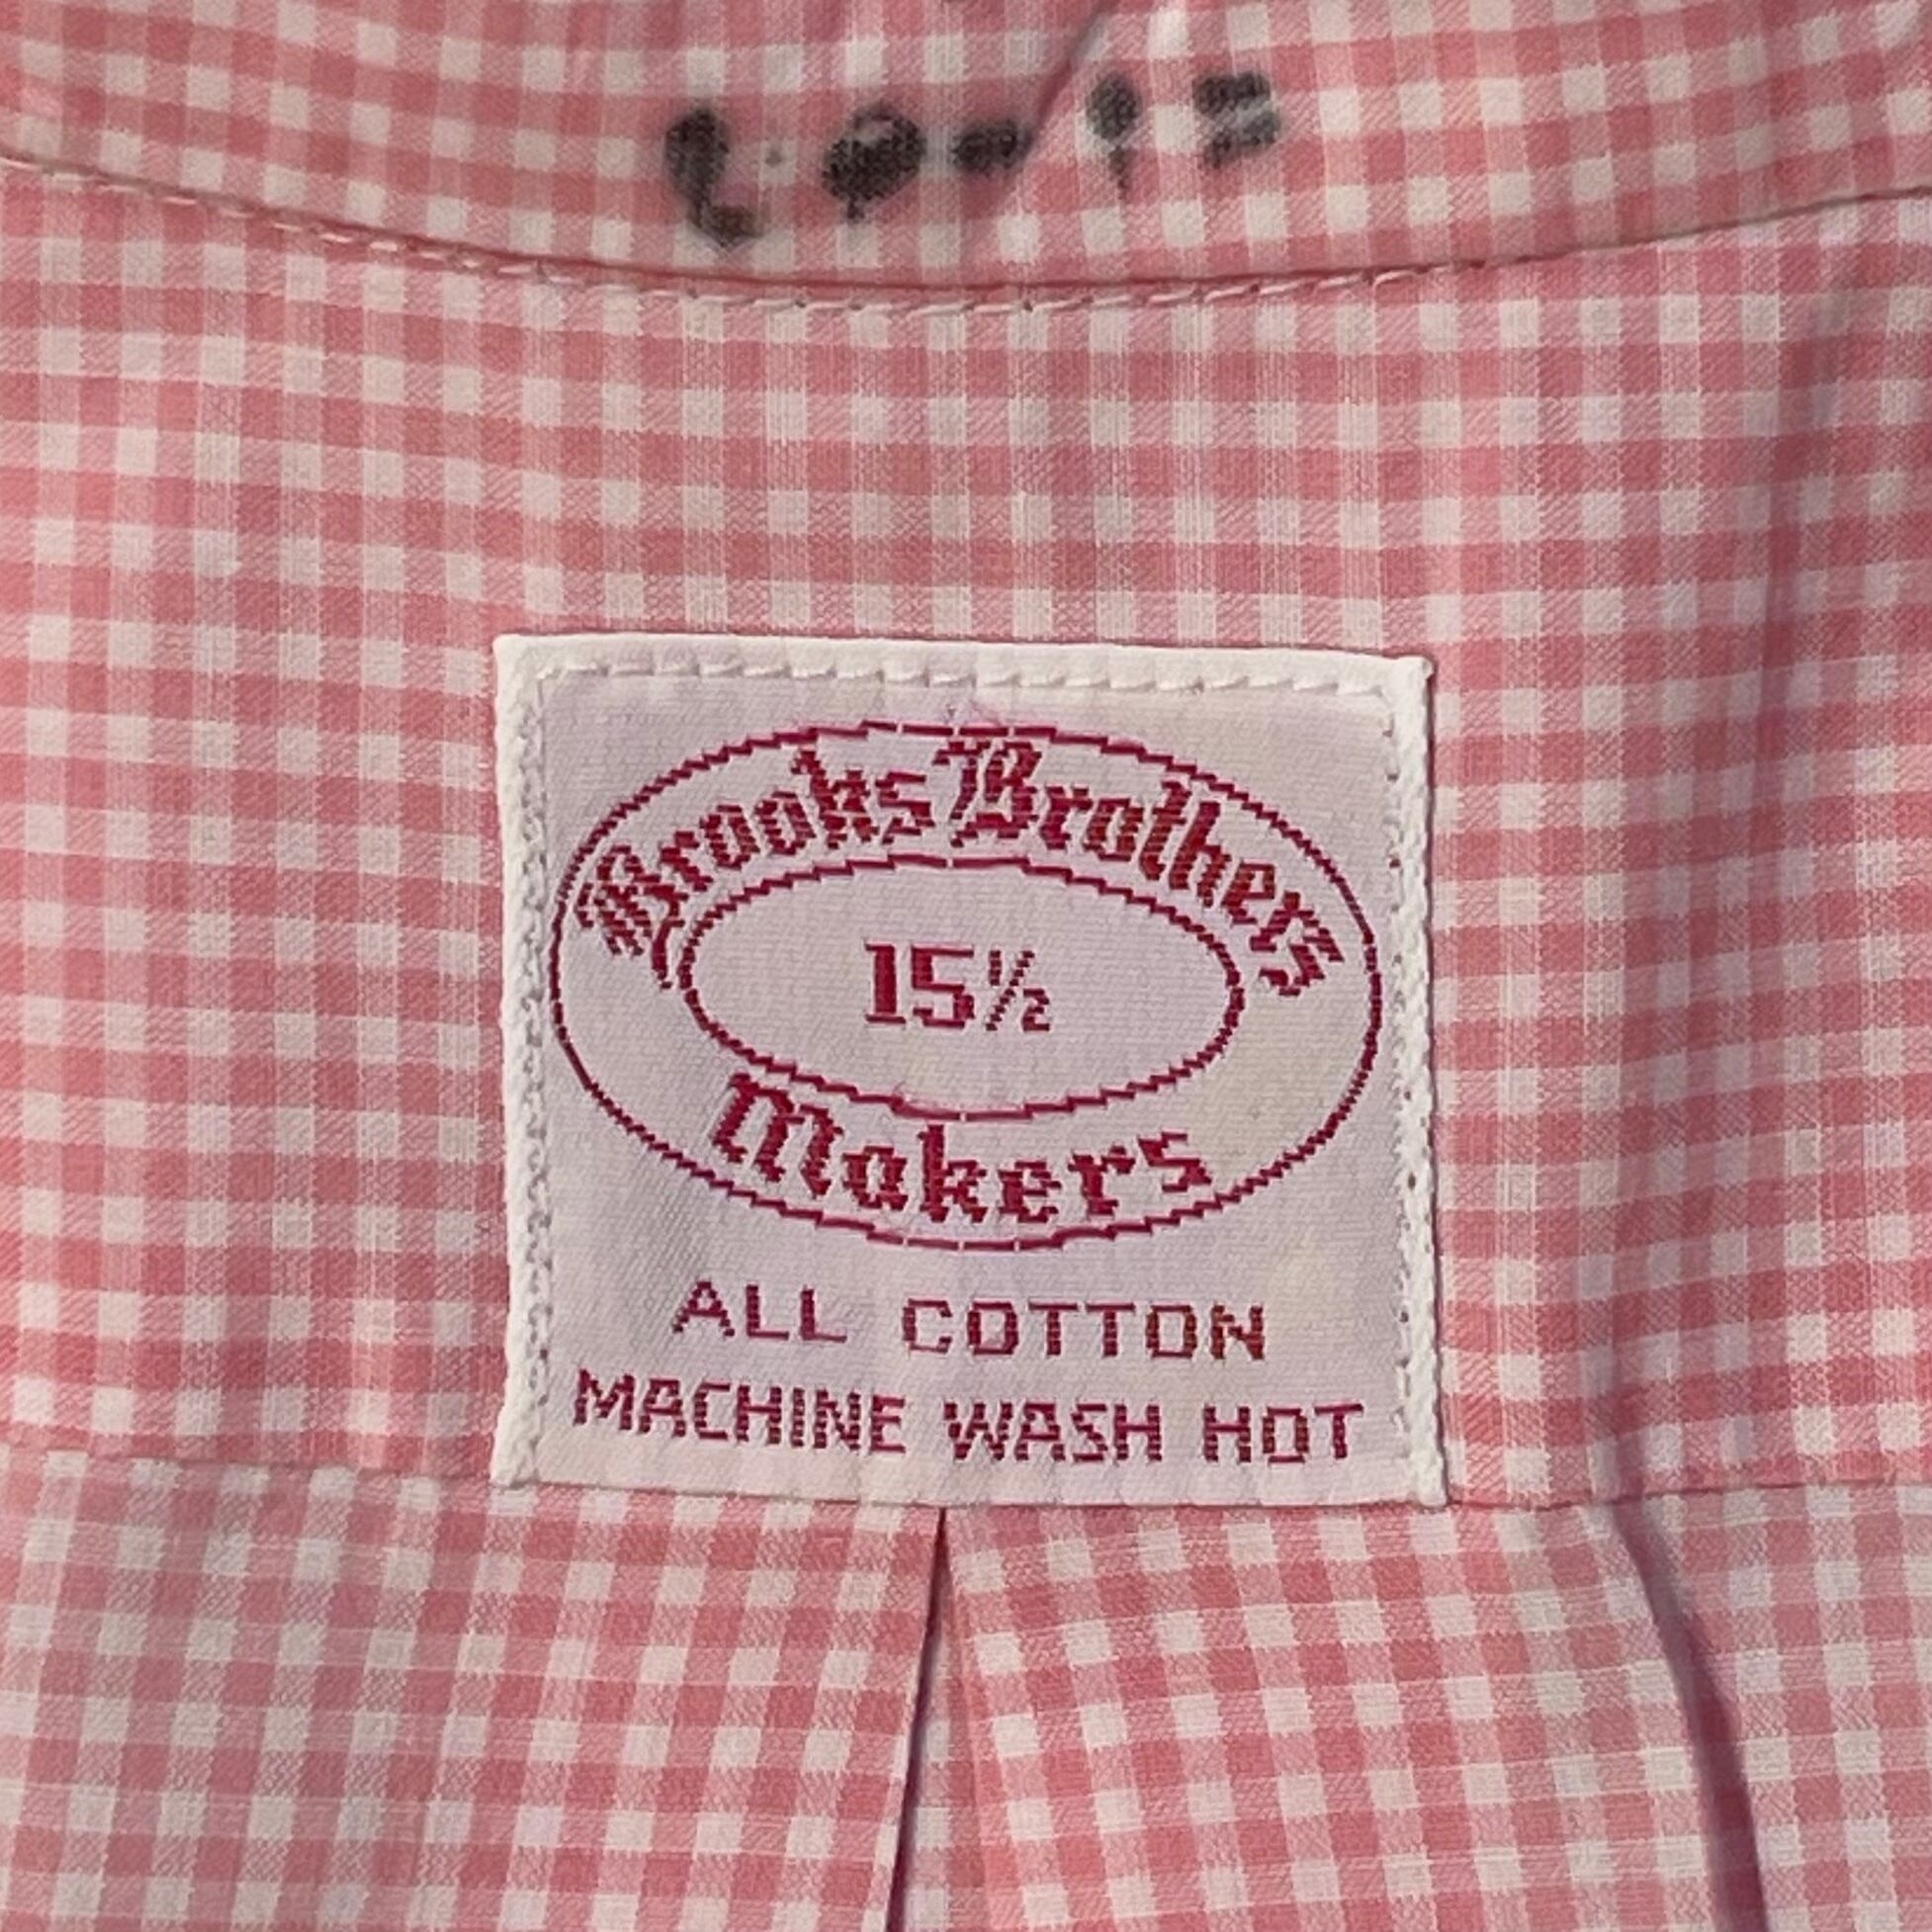 Brooks Brothers
15½
Makers
ALL COTTON
MACHINE WASH HOT